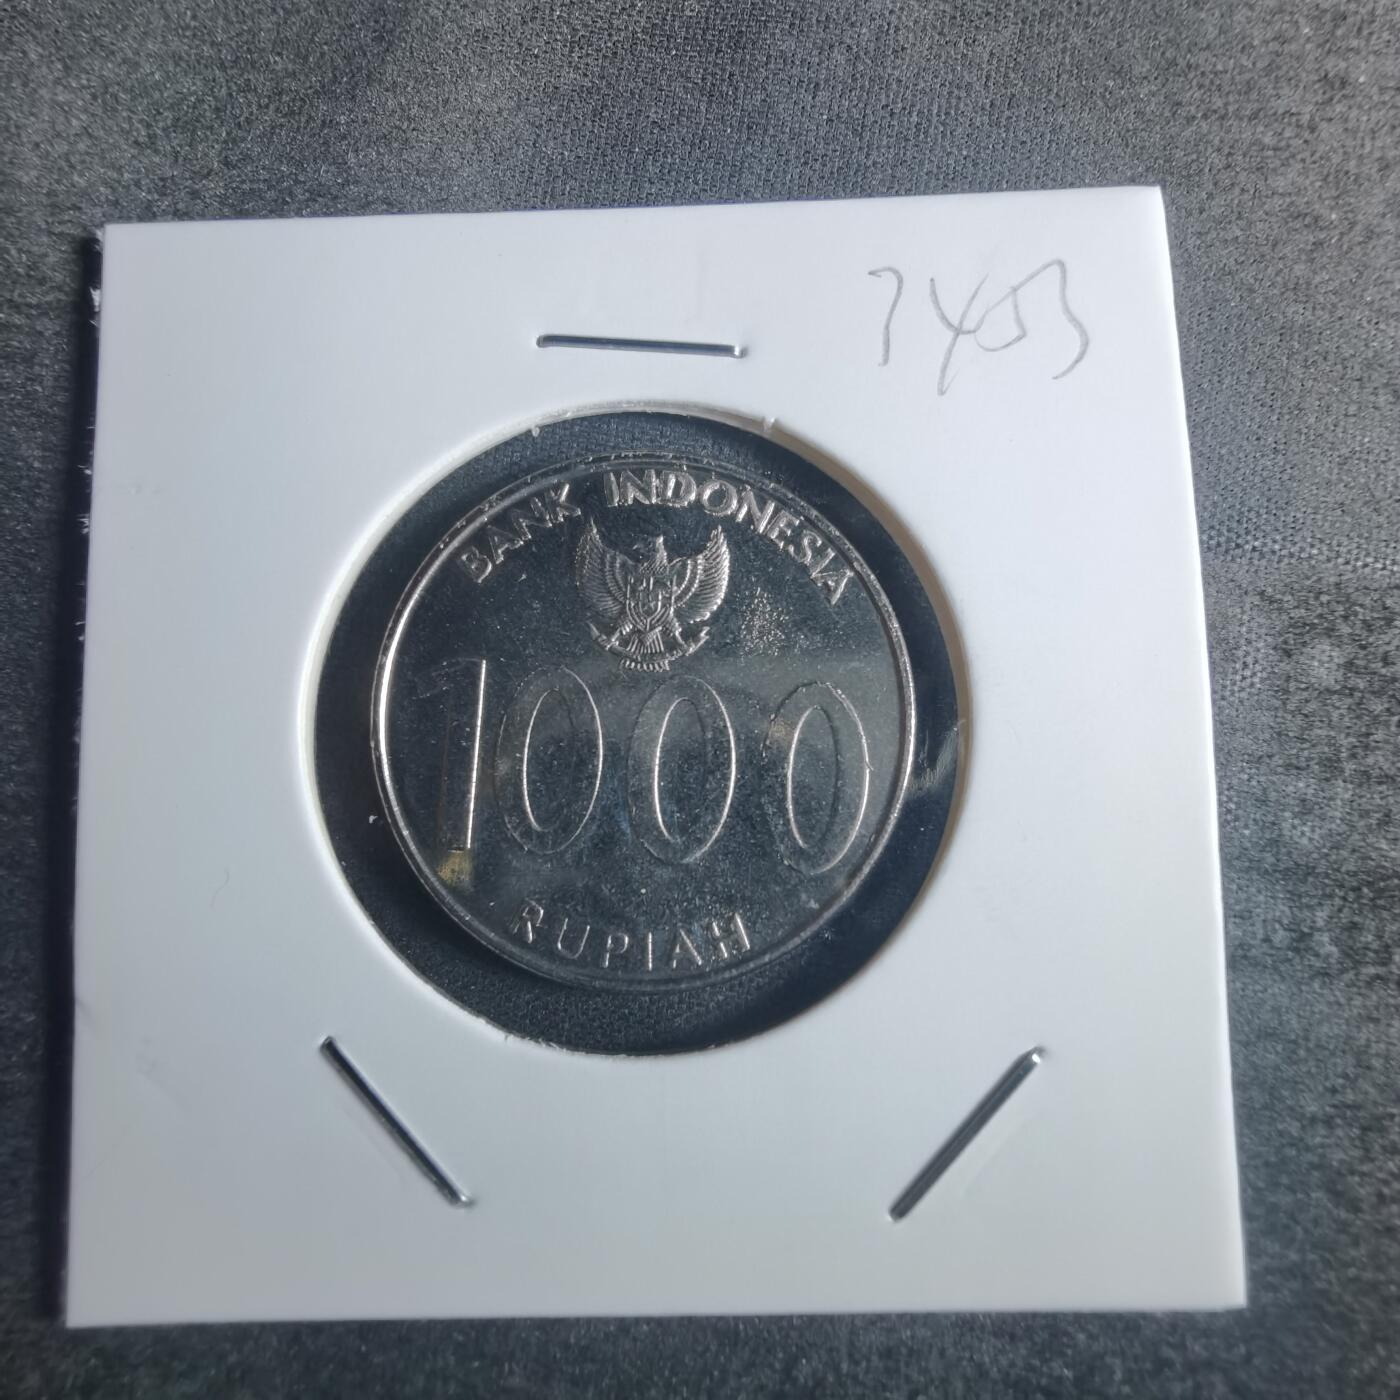 7453
BANK INDONESIA
1000
RUPIAH